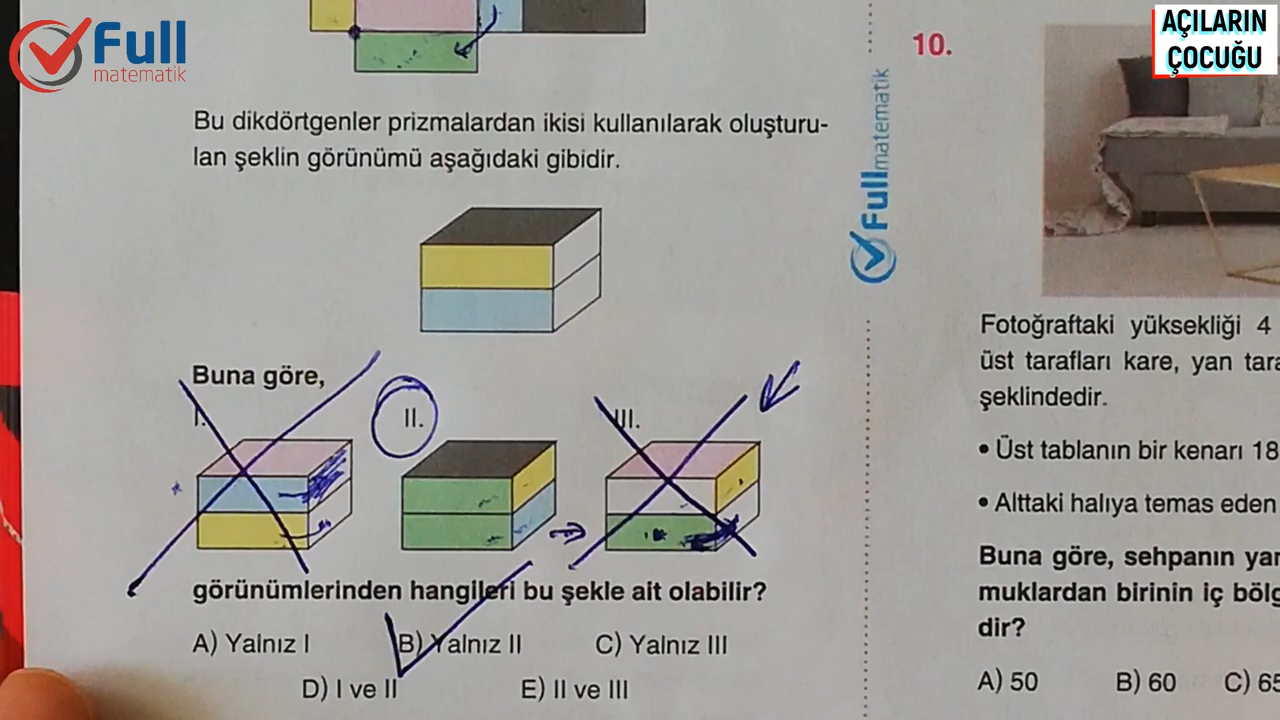 Full
matematik
AÇILARIN
ÇOCUĞU
Bu dikdörtgenler prizmalardan ikisi kullanılarak oluşturu-
lan şeklin görünümü aşağıdaki gibidir.
Buna göre,
I.
II.
III.
görünümlerinden hangileri bu şekle ait olabilir?
A) Yalnız I
B) Yalnız II
C) Yalnız III
D) I ve II
E) II ve III
Fullmatematik
10.
Fotoğraftaki yüksekliği 4
üst tarafları kare, yan tara
şeklindedir.
• Üst tablanın bir kenarı 18
• Alttaki halıya temas eden
Buna göre, sehpanın yan
muklardan birinin iç bölg
dir?
A) 50
B) 60
C) 65